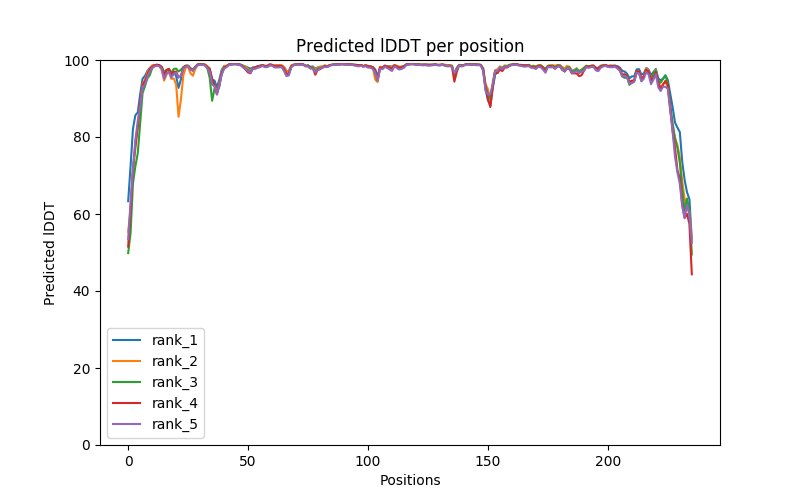 Predicted lDDT per position
100
80
60
40
20
0
Predicted lDDT
rank_1
rank_2
rank_3
rank_4
rank_5
0 50 100 150 200
Positions